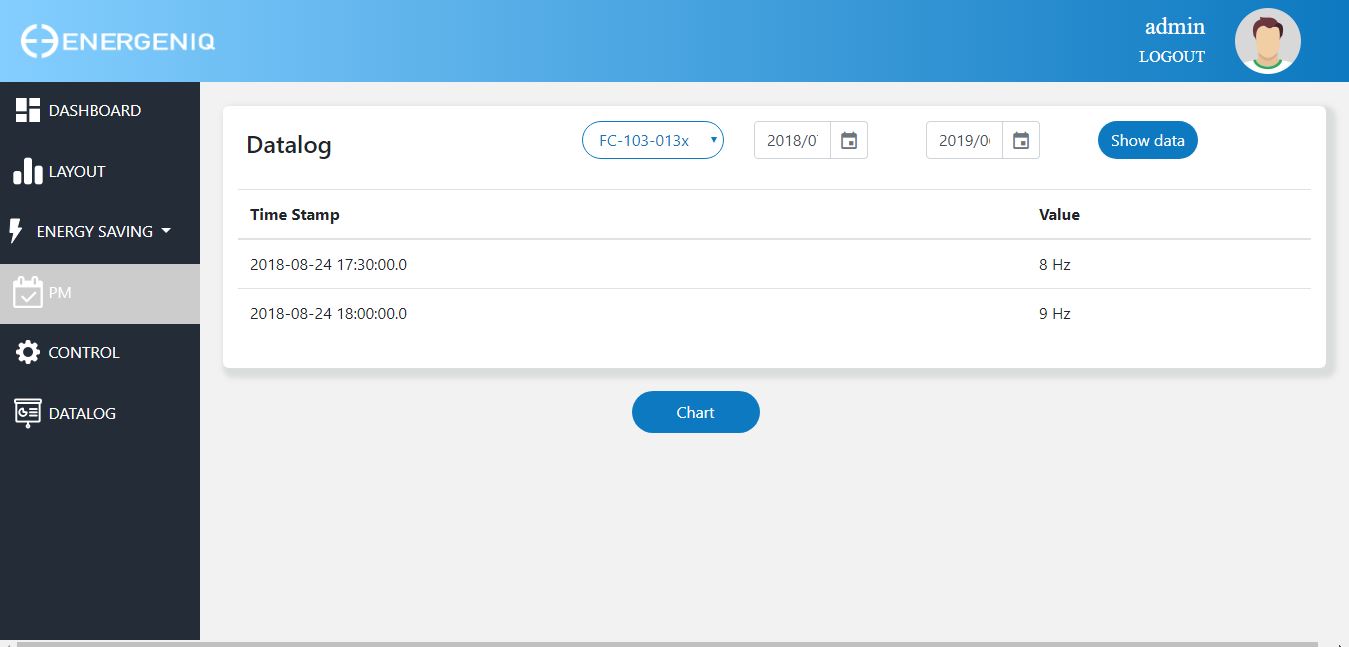 ENERGENIQ
admin
LOGOUT
DASHBOARD
LAYOUT
ENERGY SAVING
PM
CONTROL
DATALOG
Datalog
FC-103-013x
2018/0
2019/0
Show data
Time Stamp Value
2018-08-24 17:30:00.0 8 Hz
2018-08-24 18:00:00.0 9 Hz
Chart